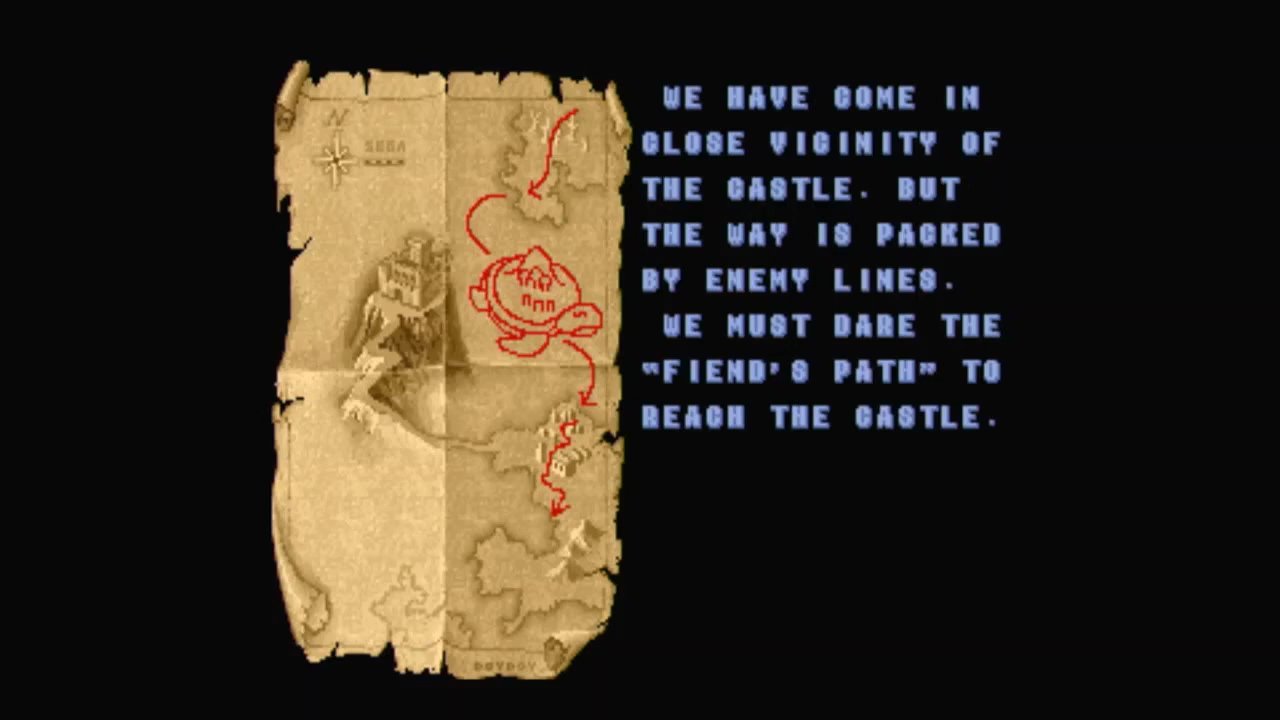 N
SEGA
WE HAVE COME IN
CLOSE VICINITY OF
THE CASTLE. BUT
THE WAY IS PACKED
BY ENEMY LINES.
WE MUST DARE THE
"FIEND'S PATH" TO
REACH THE CASTLE.